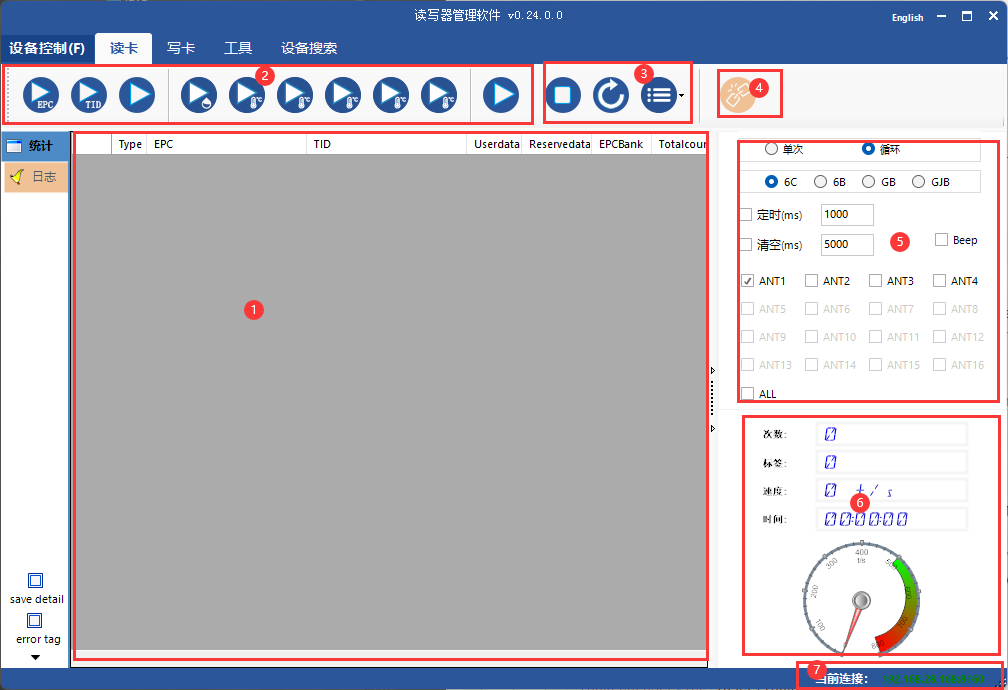 读写器管理软件 v0.24.0.0
English
设备控制(F) 读卡 写卡 工具 设备搜索
EPC TID ℃ 2 ℃ ℃ ℃ ℃ 3 4
统计
日志
Type EPC TID Userdata Reservedata EPCBank Totalcour
1
单次 循环
6C 6B GB GJB
定时(ms) 1000
清空(ms) 5000 5 Beep
ANT1 ANT2 ANT3 ANT4
ANT5 ANT6 ANT7 ANT8
ANT9 ANT10 ANT11 ANT12
ANT13 ANT14 ANT15 ANT16
ALL
次数: 0
标签: 0
速度: 0 t/s
6
时间: 00:00:00
400
t/s
300
200
100
save detail
error tag
7
当前连接: